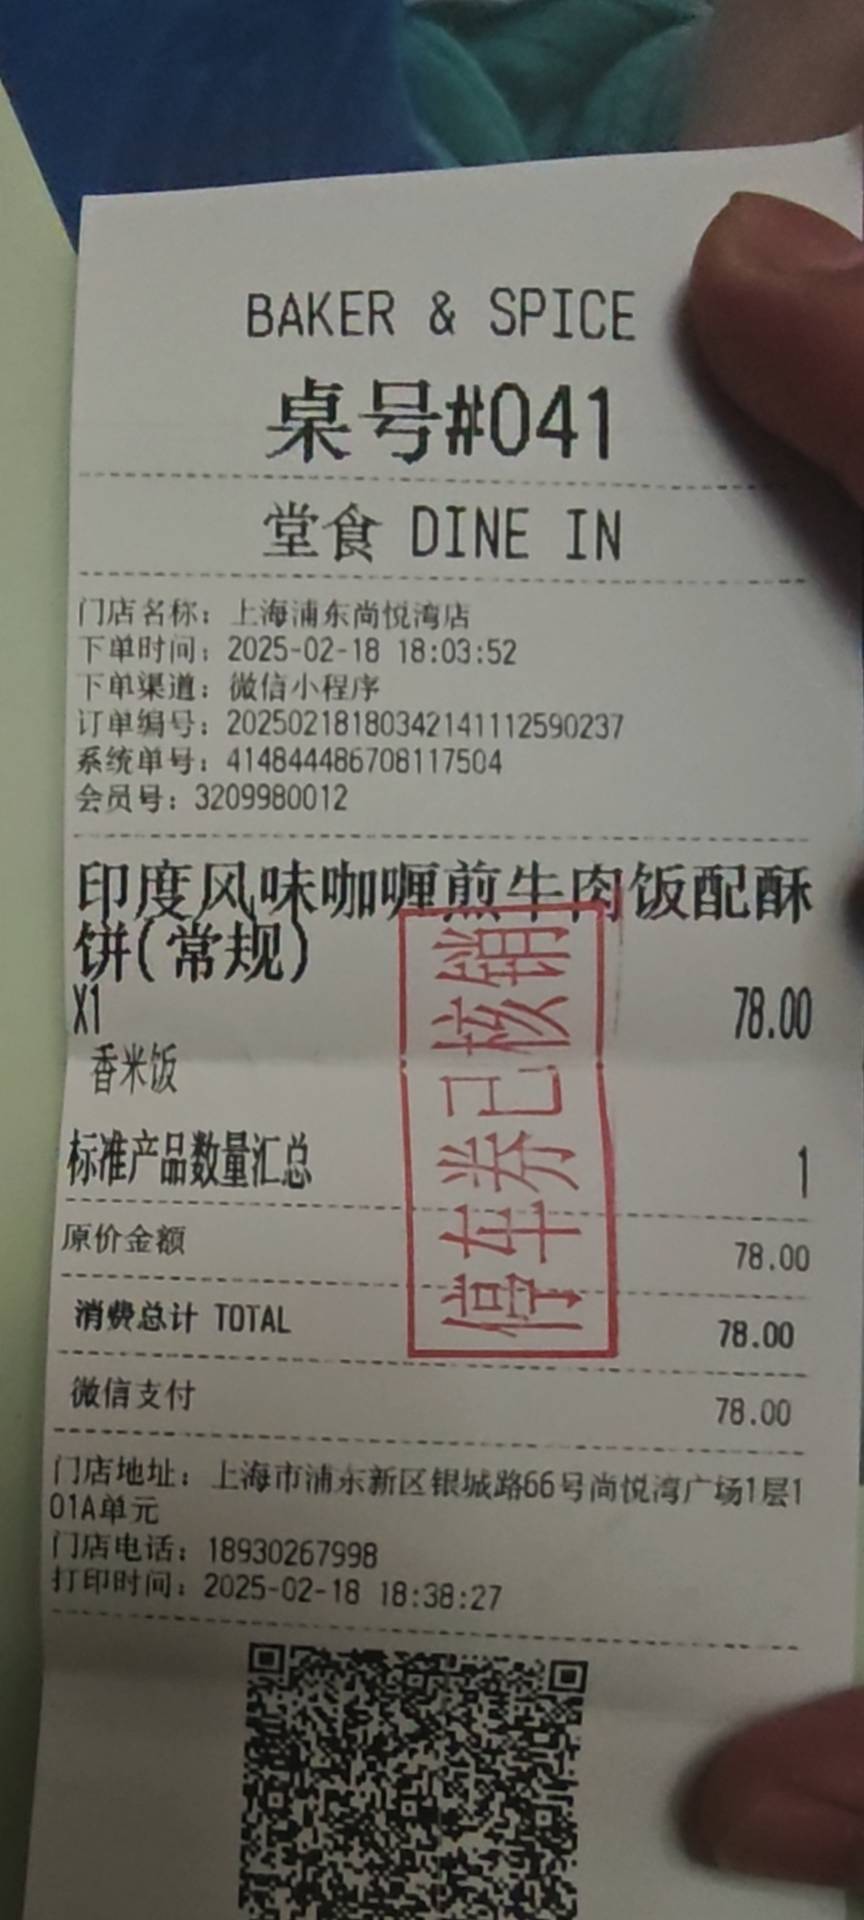 BAKER & SPICE
桌号#041
堂食 DINE IN
门店名称：上海浦东尚悦湾店
下单时间：2025-02-18 18:03:52
下单渠道：微信小程序
订单编号：20250218180342141112590237
系统单号：414844486708117504
会员号：3209980012
印度风味咖喱煎牛肉饭配酥
饼(常规)
X1 78.00
香米饭
标准产品数量汇总 1
原价金额 78.00
消费总计 TOTAL 78.00
微信支付 78.00
门店地址：上海市浦东新区银城路66号尚悦湾广场1层1
01A单元
门店电话：18930267998
打印时间：2025-02-18 18:38:27
停车券已核销